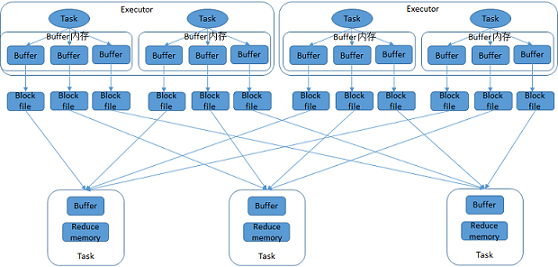 Executor
Executor
Task
Task
Task
Task
Buffer内存
Buffer内存
Buffer内存
Buffer内存
Buffer
Buffer
Buffer
Buffer
Buffer
Buffer
Buffer
Buffer
Buffer
Buffer
Buffer
Buffer
Block
file
Block
file
Block
file
Block
file
Block
file
Block
file
Block
file
Block
file
Block
file
Block
file
Block
file
Block
file
Buffer
Reduce
memory
Task
Buffer
Reduce
memory
Task
Buffer
Reduce
memory
Task